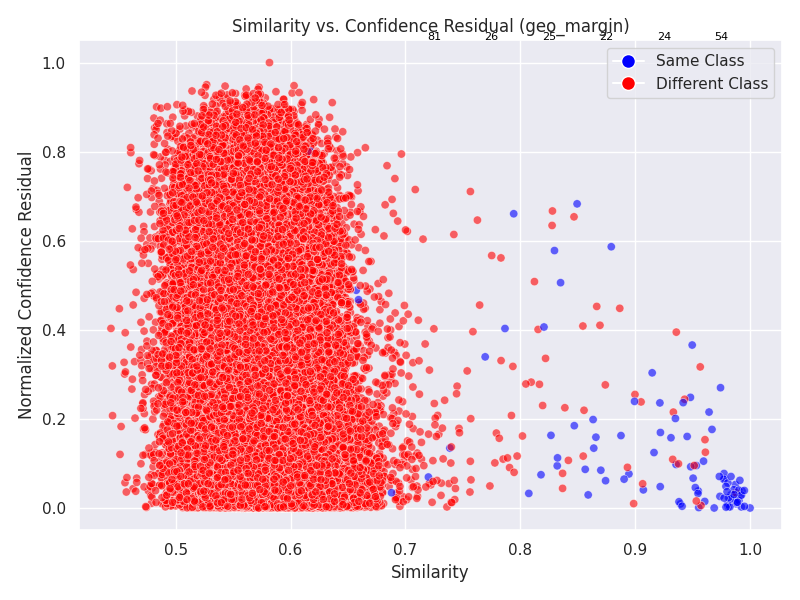 Similarity vs. Confidence Residual (geo_margin)
81 26 25 22 24 54
Same Class
Different Class
1.0
0.8
0.6
0.4
0.2
0.0
Normalized Confidence Residual
0.5 0.6 0.7 0.8 0.9 1.0
Similarity